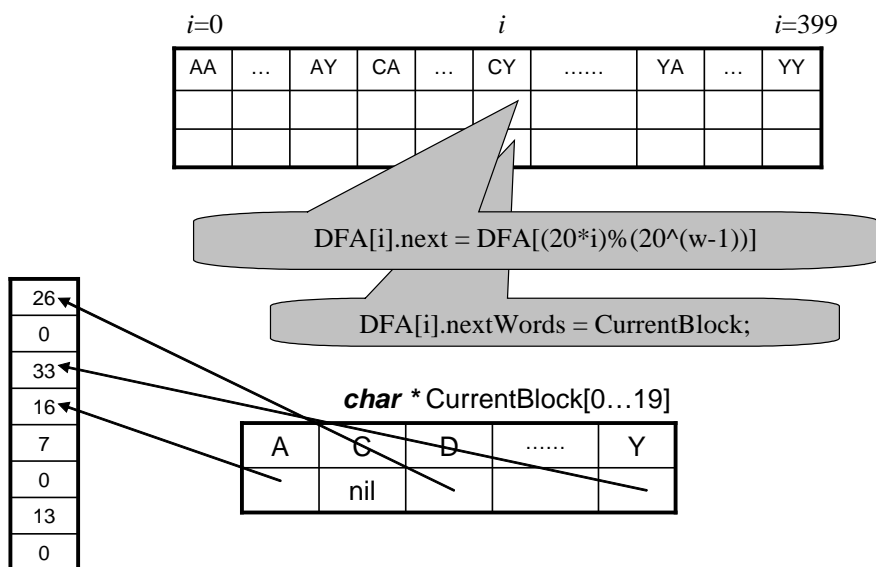 i=0 i i=399
AA … AY CA … CY …… YA … YY
DFA[i].next = DFA[(20*i)%(20^(w-1))]
DFA[i].nextWords = CurrentBlock;
26
0
33
16
7
0
13
0
char * CurrentBlock[0…19]
A C D …… Y
nil